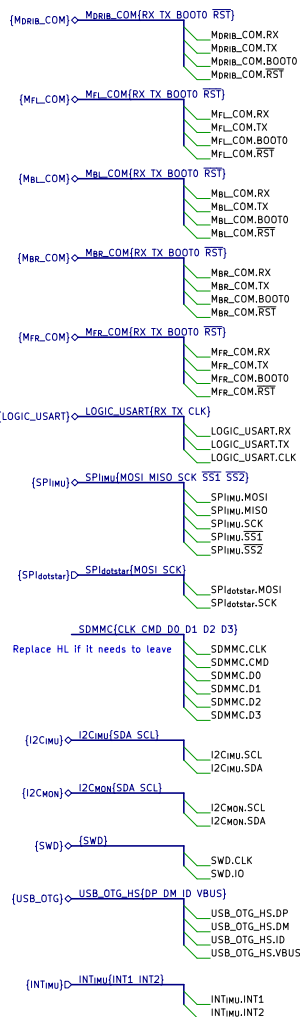 {MDRIB_COM} MDRIB_COM{RX TX BOOT0 RST}
MDRIB_COM.RX
MDRIB_COM.TX
MDRIB_COM.BOOT0
MDRIB_COM.RST
{MFL_COM} MFL_COM{RX TX BOOT0 RST}
MFL_COM.RX
MFL_COM.TX
MFL_COM.BOOT0
MFL_COM.RST
{MBL_COM} MBL_COM{RX TX BOOT0 RST}
MBL_COM.RX
MBL_COM.TX
MBL_COM.BOOT0
MBL_COM.RST
{MBR_COM} MBR_COM{RX TX BOOT0 RST}
MBR_COM.RX
MBR_COM.TX
MBR_COM.BOOT0
MBR_COM.RST
{MFR_COM} MFR_COM{RX TX BOOT0 RST}
MFR_COM.RX
MFR_COM.TX
MFR_COM.BOOT0
MFR_COM.RST
{LOGIC_USART} LOGIC_USART{RX TX CLK}
LOGIC_USART.RX
LOGIC_USART.TX
LOGIC_USART.CLK
{SPIIMU} SPIIMU{MOSI MISO SCK SS1 SS2}
SPIIMU.MOSI
SPIIMU.MISO
SPIIMU.SCK
SPIIMU.SS1
SPIIMU.SS2
{SPIdotstar} SPIdotstar{MOSI SCK}
SPIdotstar.MOSI
SPIdotstar.SCK
SDMMC{CLK CMD D0 D1 D2 D3}
Replace HL if it needs to leave
SDMMC.CLK
SDMMC.CMD
SDMMC.D0
SDMMC.D1
SDMMC.D2
SDMMC.D3
{I2CIMU} I2CIMU{SDA SCL}
I2CIMU.SCL
I2CIMU.SDA
{I2CMON} I2CMON{SDA SCL}
I2CMON.SCL
I2CMON.SDA
{SWD} {SWD}
SWD.CLK
SWD.IO
{USB_OTG} USB_OTG_HS{DP DM ID VBUS}
USB_OTG_HS.DP
USB_OTG_HS.DM
USB_OTG_HS.ID
USB_OTG_HS.VBUS
{INTIMU} INTIMU{INT1 INT2}
INTIMU.INT1
INTIMU.INT2